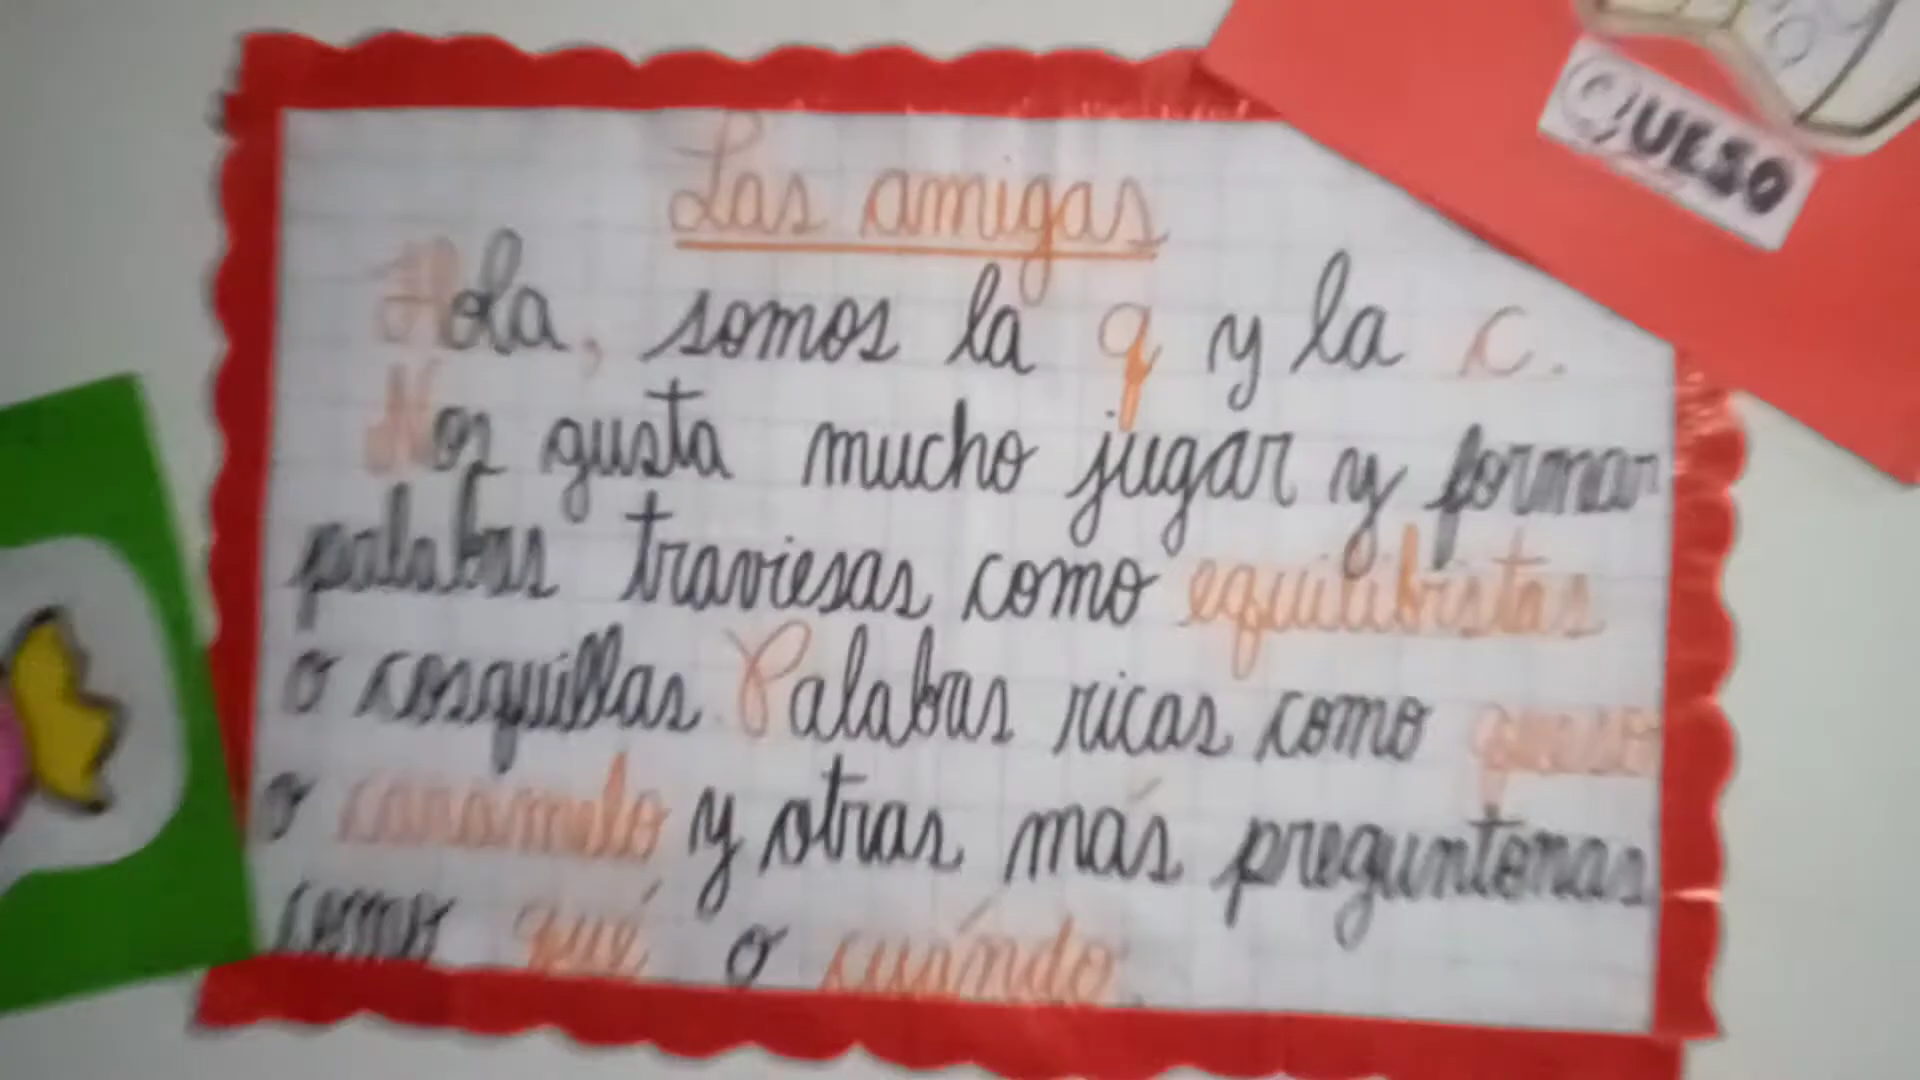 Las amigas
Hola, somos la q y la c.
Nos gusta mucho jugar y formar
palabras traviesas como equilibristas
o cosquillas. Palabras ricas como queso
o caramelo y otras más preguntonas
como qué o cuándo.
QUESO